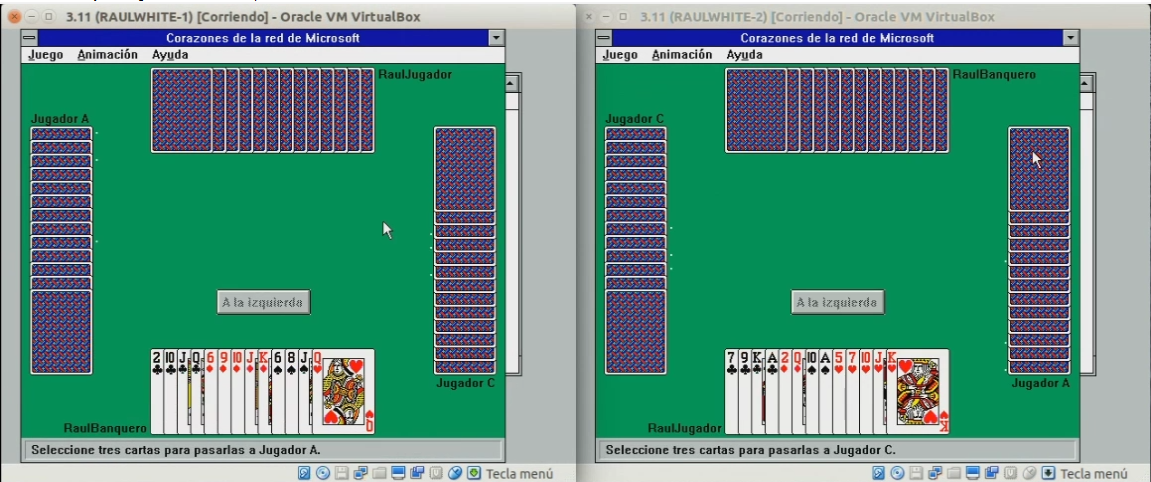 3.11 (RAULWHITE-1) [Corriendo] - Oracle VM VirtualBox
Corazones de la red de Microsoft
Juego Animación Ayuda
RaulJugador
Jugador A
A la izquierda
2 10 J Q 6 9 10 J K 6 8 J Q
Q
Jugador C
RaulBanquero
Seleccione tres cartas para pasarlas a Jugador A.
Tecla menú
3.11 (RAULWHITE-2) [Corriendo] - Oracle VM VirtualBox
Corazones de la red de Microsoft
Juego Animación Ayuda
RaulBanquero
Jugador C
A la izquierda
7 9 K A 2 Q 10 A 5 7 10 J K
K
Jugador A
RaulJugador
Seleccione tres cartas para pasarlas a Jugador C.
Tecla menú